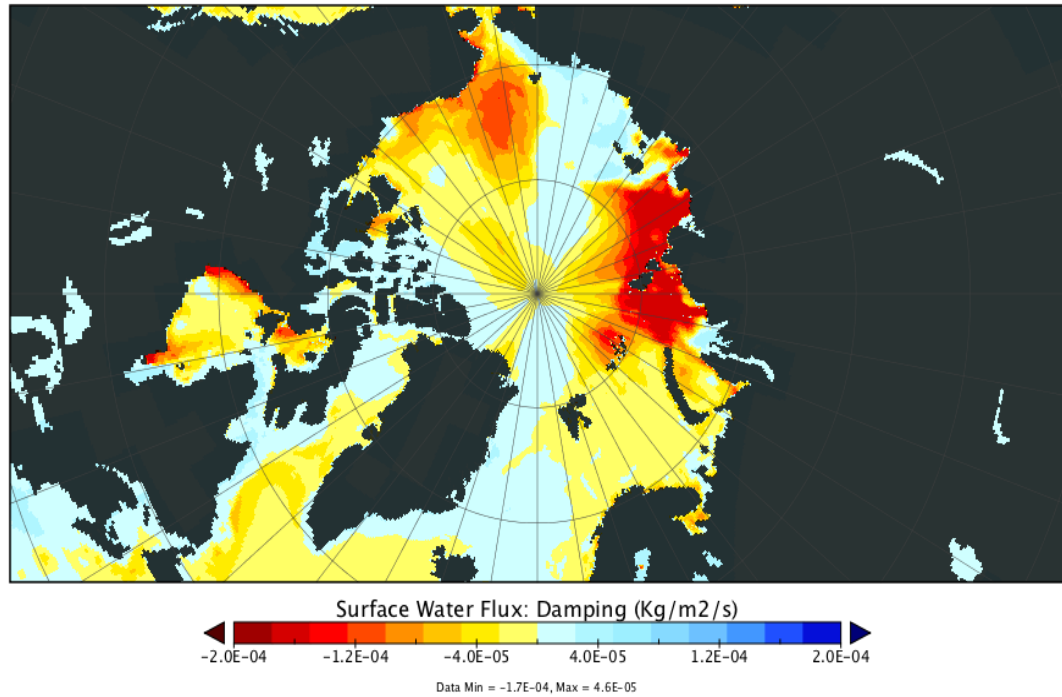 Surface Water Flux: Damping (Kg/m2/s)
-2.0E-04 -1.2E-04 -4.0E-05 4.0E-05 1.2E-04 2.0E-04
Data Min = -1.7E-04, Max = 4.6E-05